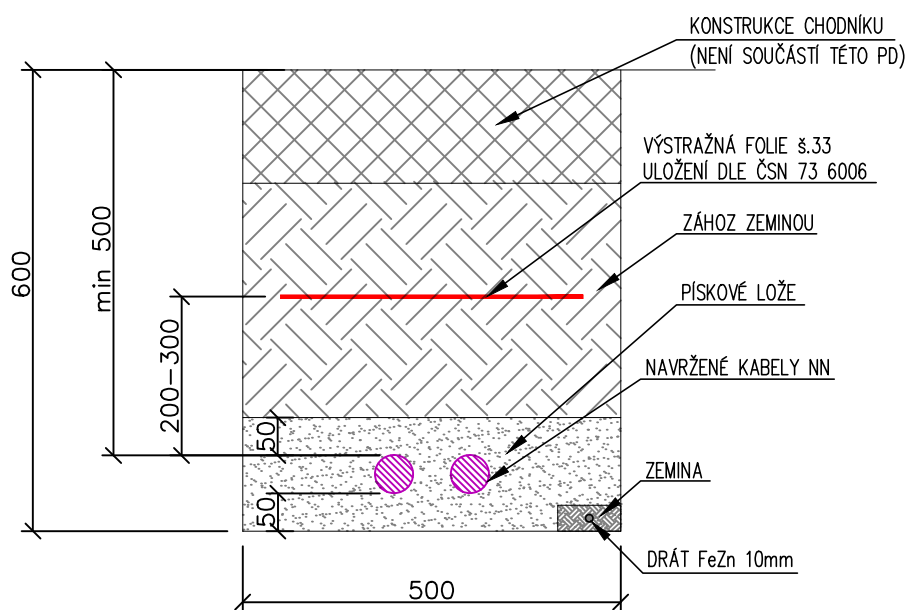 KONSTRUKCE CHODNÍKU
(NENÍ SOUČÁSTÍ TÉTO PD)
VÝSTRAŽNÁ FOLIE š.33
ULOŽENÍ DLE ČSN 73 6006
ZÁHOZ ZEMINOU
PÍSKOVÉ LOŽE
NAVRŽENÉ KABELY NN
ZEMINA
DRÁT FeZn 10mm
600
min 500
200-300
50
50
500